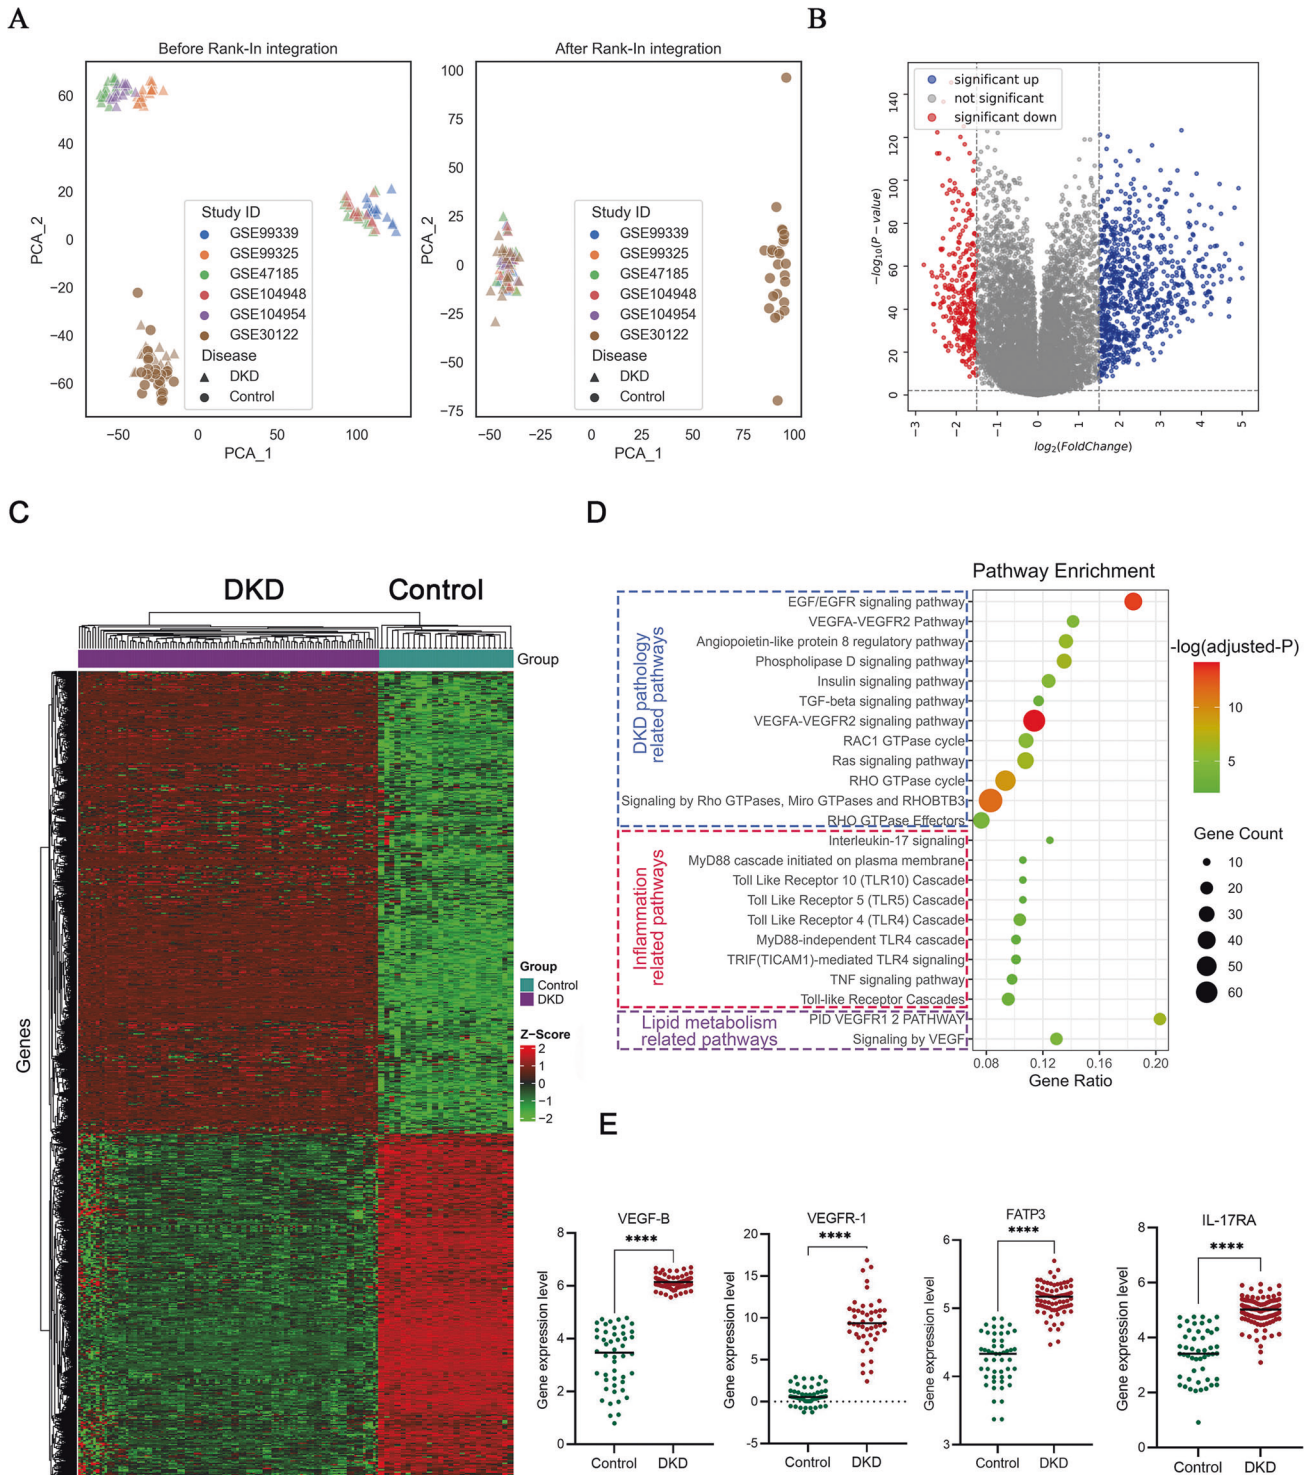 A
Before Rank-In integration
60
40
20
0
−20
−40
−60
PCA_2
−50
0
50
100
PCA_1
Study ID
GSE99339
GSE99325
GSE47185
GSE104948
GSE104954
GSE30122
Disease
DKD
Control
After Rank-In integration
100
75
50
25
0
−25
−50
−75
PCA_2
−50
−25
0
25
50
75
100
PCA_1
Study ID
GSE99339
GSE99325
GSE47185
GSE104948
GSE104954
GSE30122
Disease
DKD
Control
B
significant up
not significant
significant down
140
120
100
80
60
40
20
0
−log10(P − value)
−3
−2
−1
0
1
2
3
4
5
log2(FoldChange)
C
DKD
Control
Group
Genes
Group
Control
DKD
Z−Score
2
1
0
−1
−2
D
Pathway Enrichment
DKD pathology
related pathways
EGF/EGFR signaling pathway
VEGFA-VEGFR2 Pathway
Angiopoietin-like protein 8 regulatory pathway
Phospholipase D signaling pathway
Insulin signaling pathway
TGF-beta signaling pathway
VEGFA-VEGFR2 signaling pathway
RAC1 GTPase cycle
Ras signaling pathway
RHO GTPase cycle
Signaling by Rho GTPases, Miro GTPases and RHOBTB3
RHO GTPase Effectors
Inflammation
related pathways
Interleukin-17 signaling
MyD88 cascade initiated on plasma membrane
Toll Like Receptor 10 (TLR10) Cascade
Toll Like Receptor 5 (TLR5) Cascade
Toll Like Receptor 4 (TLR4) Cascade
MyD88-independent TLR4 cascade
TRIF(TICAM1)-mediated TLR4 signaling
TNF signaling pathway
Toll-like Receptor Cascades
Lipid metabolism
related pathways
PID VEGFR1 2 PATHWAY
Signaling by VEGF
0.08
0.12
0.16
0.20
Gene Ratio
-log(adjusted-P)
10
5
Gene Count
10
20
30
40
50
60
E
VEGF-B
****
8
6
4
2
0
Gene expression level
Control
DKD
VEGFR-1
****
20
15
10
5
0
-5
Gene expression level
Control
DKD
FATP3
****
6
5
4
3
Gene expression level
Control
DKD
IL-17RA
****
8
6
4
2
0
Gene expression level
Control
DKD